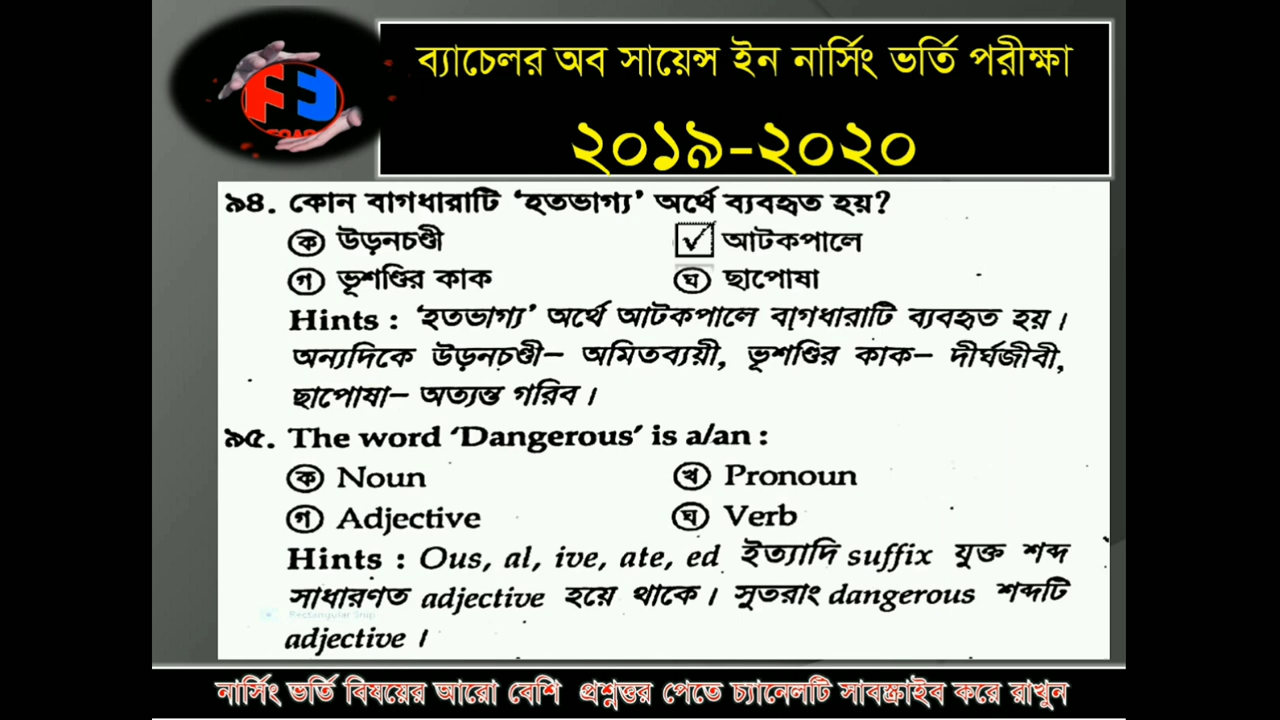 ব্যাচেলর অব সায়েন্স ইন নার্সিং ভর্তি পরীক্ষা
২০১৯-২০২০
৯৪. কোন বাগধারাটি ‘হতভাগ্য’ অর্থে ব্যবহৃত হয়?
ক উড়নচণ্ডী ✓ আটকপালে
গ ভূশণ্ডির কাক ঘ ছাপোষা
Hints : ‘হতভাগ্য’ অর্থে আটকপালে বাগধারাটি ব্যবহৃত হয়।
অন্যদিকে উড়নচণ্ডী– অমিতব্যয়ী, ভূশণ্ডির কাক– দীর্ঘজীবী,
ছাপোষা– অত্যন্ত গরিব।
৯৫. The word ‘Dangerous’ is a/an :
ক Noun খ Pronoun
গ Adjective ঘ Verb
Hints : Ous, al, ive, ate, ed ইত্যাদি suffix যুক্ত শব্দ
সাধারণত adjective হয়ে থাকে। সুতরাং dangerous শব্দটি
Rectangular Snip
adjective।
নার্সিং ভর্তি বিষয়ের আরো বেশি প্রশ্নত্তর পেতে চ্যানেলটি সাবস্ক্রাইব করে রাখুন